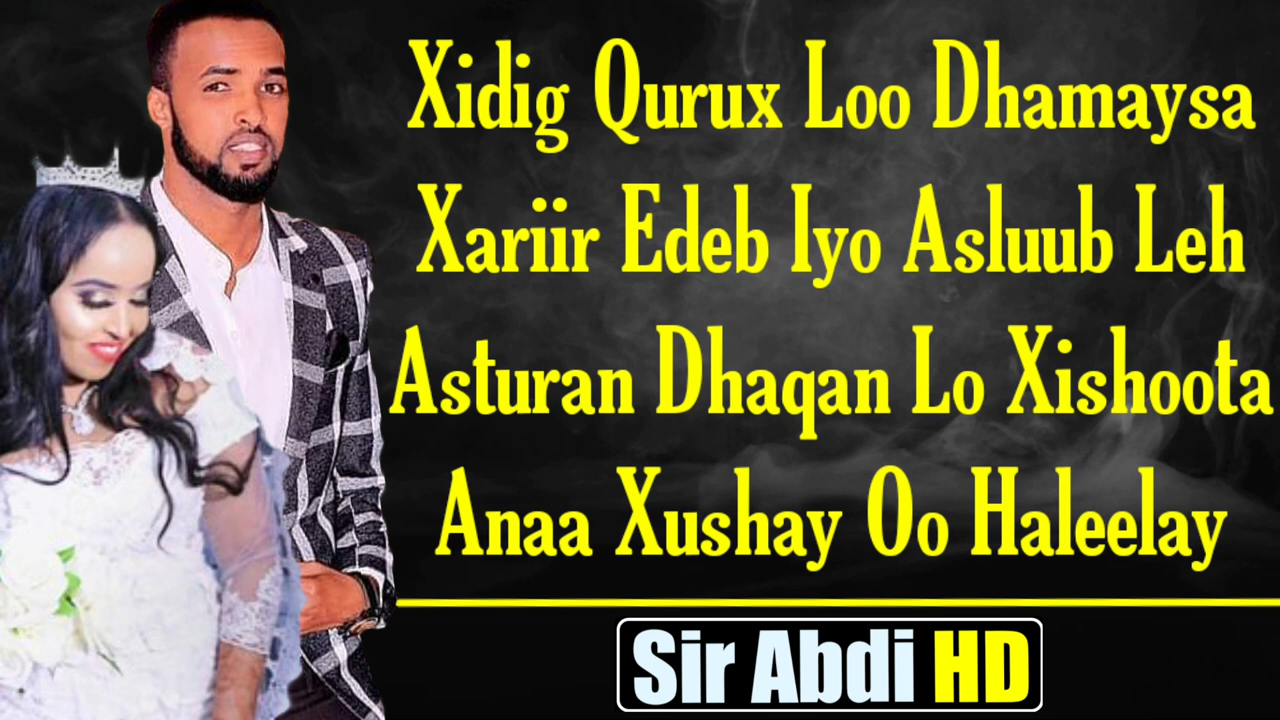 Xidig Qurux Loo Dhamaysa
Xariir Edeb Iyo Asluub Leh
Asturan Dhaqan Lo Xishoota
Anaa Xushay Oo Haleelay
Sir Abdi HD